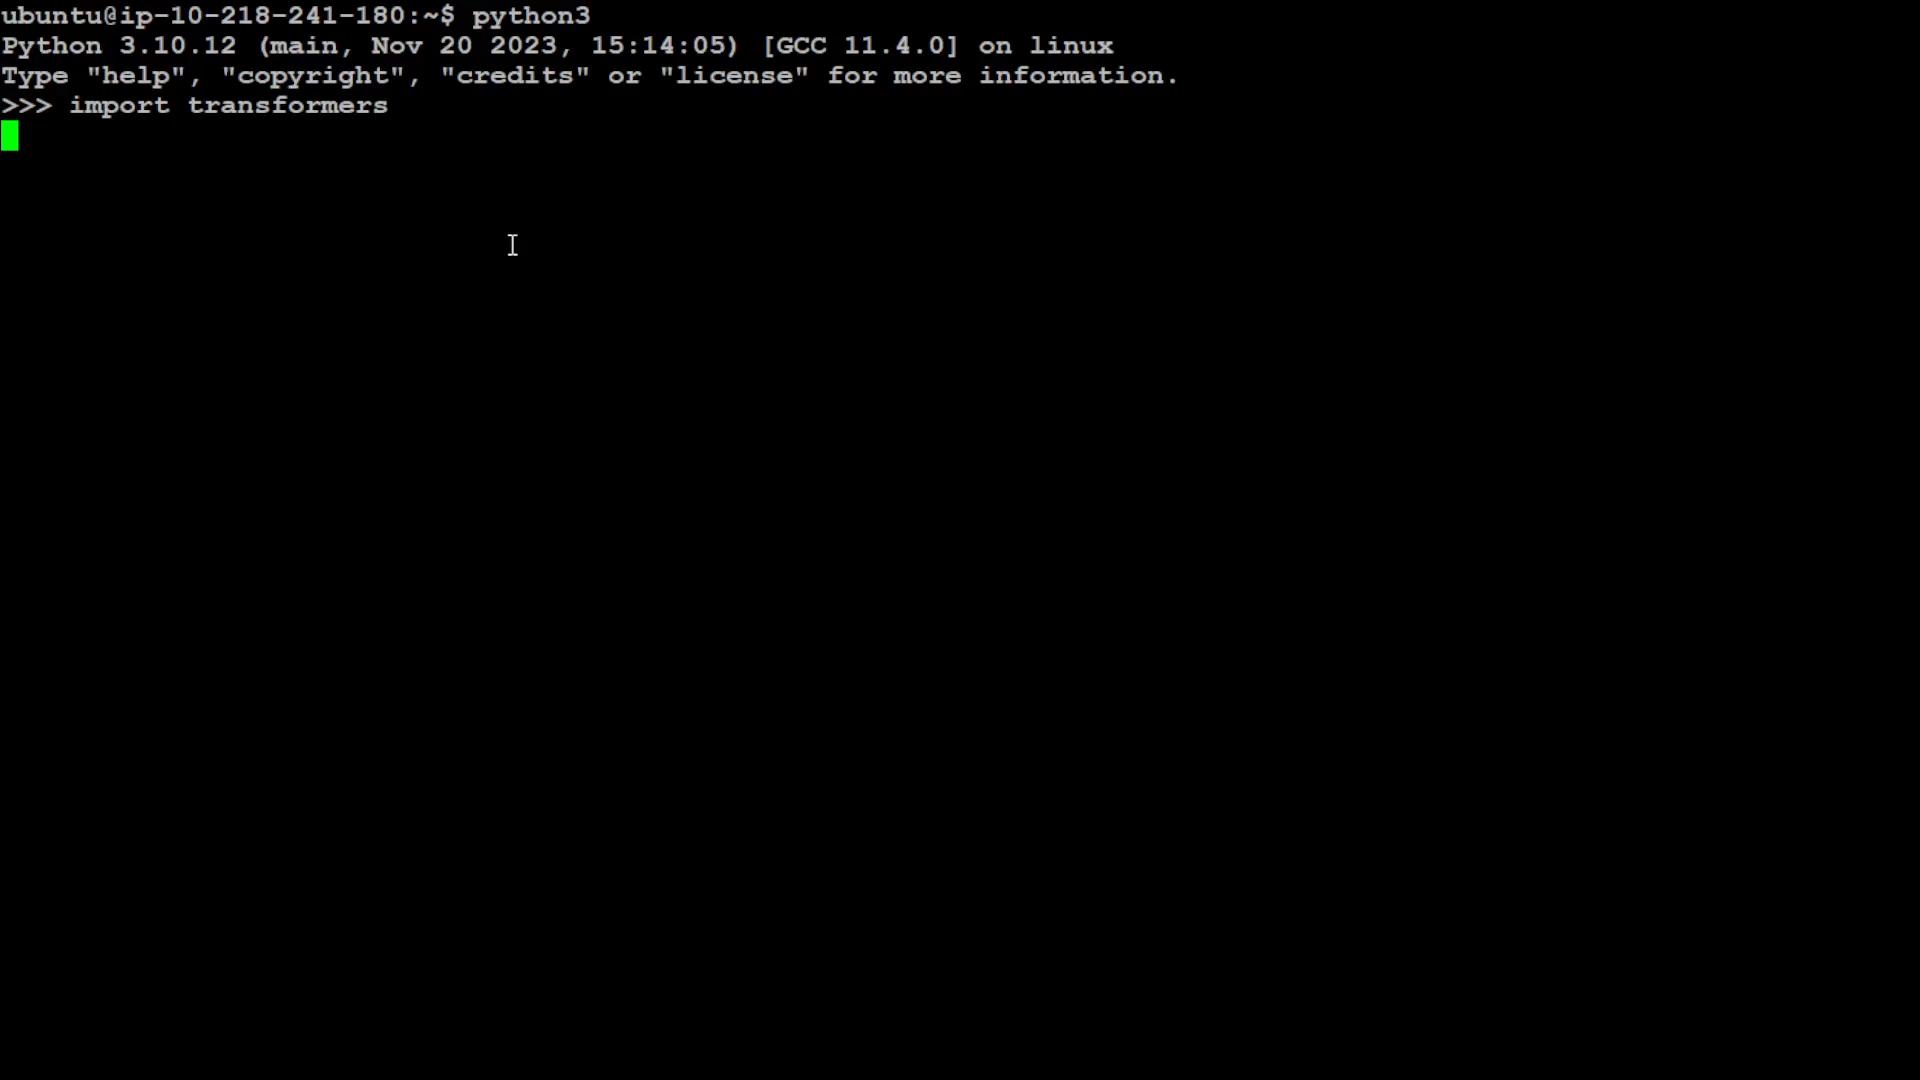 ubuntu@ip-10-218-241-180:~$ python3
Python 3.10.12 (main, Nov 20 2023, 15:14:05) [GCC 11.4.0] on linux
Type "help", "copyright", "credits" or "license" for more information.
>>> import transformers